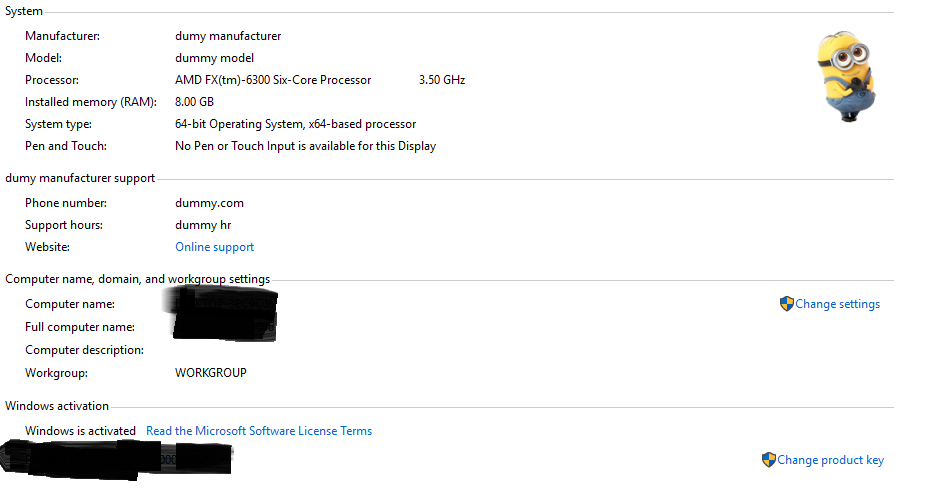 System
Manufacturer: dumy manufacturer
Model: dummy model
Processor: AMD FX(tm)-6300 Six-Core Processor 3.50 GHz
Installed memory (RAM): 8.00 GB
System type: 64-bit Operating System, x64-based processor
Pen and Touch: No Pen or Touch Input is available for this Display
dumy manufacturer support
Phone number: dummy.com
Support hours: dummy hr
Website: Online support
Computer name, domain, and workgroup settings
Computer name: Change settings
Full computer name:
Computer description:
Workgroup: WORKGROUP
Windows activation
Windows is activated Read the Microsoft Software License Terms
Change product key